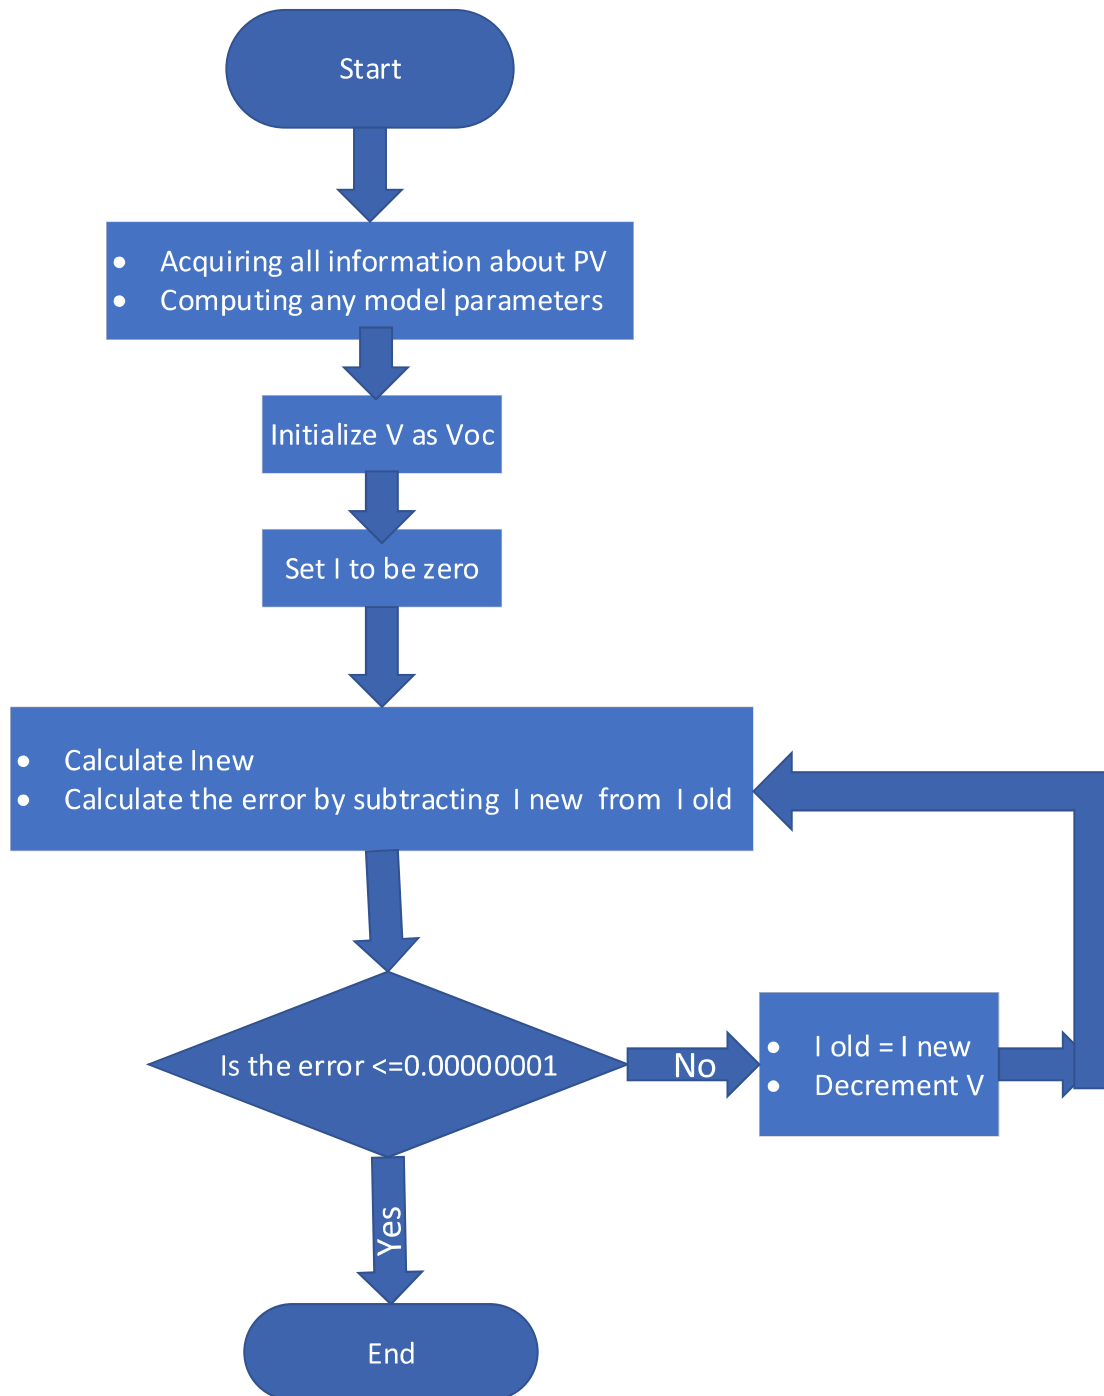 Start
• Acquiring all information about PV
• Computing any model parameters
Initialize V as Voc
Set I to be zero
• Calculate Inew
• Calculate the error by subtracting I new from I old
Is the error <=0.00000001
No
• I old = I new
• Decrement V
Yes
End